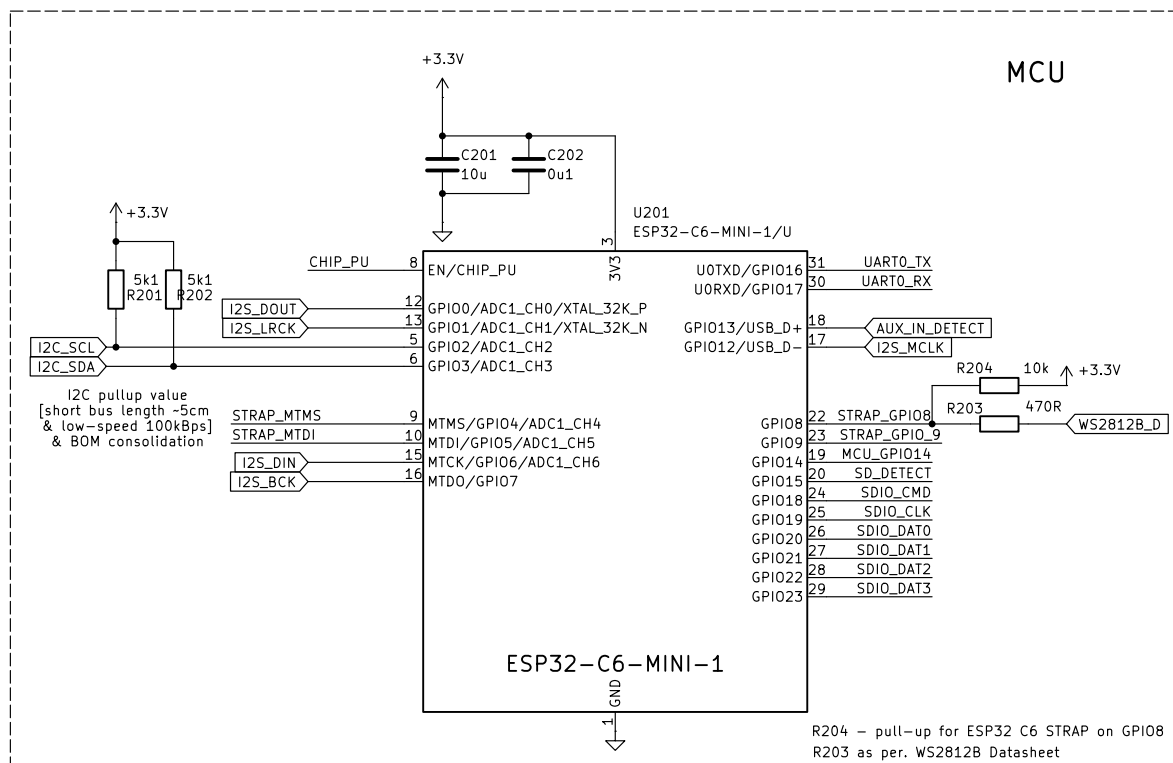 MCU
+3.3V
C201
10u
C202
0u1
+3.3V
5k1
R201
5k1
R202
U201
ESP32-C6-MINI-1/U
3
3V3
CHIP_PU 8 EN/CHIP_PU
I2S_DOUT 12 GPIO0/ADC1_CH0/XTAL_32K_P
I2S_LRCK 13 GPIO1/ADC1_CH1/XTAL_32K_N
I2C_SCL 5 GPIO2/ADC1_CH2
I2C_SDA 6 GPIO3/ADC1_CH3
I2C pullup value
[short bus length ~5cm
& low-speed 100kBps]
& BOM consolidation
STRAP_MTMS 9 MTMS/GPIO4/ADC1_CH4
STRAP_MTDI 10 MTDI/GPIO5/ADC1_CH5
I2S_DIN 15 MTCK/GPIO6/ADC1_CH6
I2S_BCK 16 MTDO/GPIO7
U0TXD/GPIO16 31 UART0_TX
U0RXD/GPIO17 30 UART0_RX
GPIO13/USB_D+ 18 AUX_IN_DETECT
GPIO12/USB_D- 17 I2S_MCLK
R204 10k +3.3V
GPIO8 22 STRAP_GPIO8 R203 470R WS2812B_D
GPIO9 23 STRAP_GPIO_9
GPIO14 19 MCU_GPIO14
GPIO15 20 SD_DETECT
GPIO18 24 SDIO_CMD
GPIO19 25 SDIO_CLK
GPIO20 26 SDIO_DAT0
GPIO21 27 SDIO_DAT1
GPIO22 28 SDIO_DAT2
GPIO23 29 SDIO_DAT3
ESP32-C6-MINI-1
GND
1
R204 - pull-up for ESP32 C6 STRAP on GPIO8
R203 as per. WS2812B Datasheet